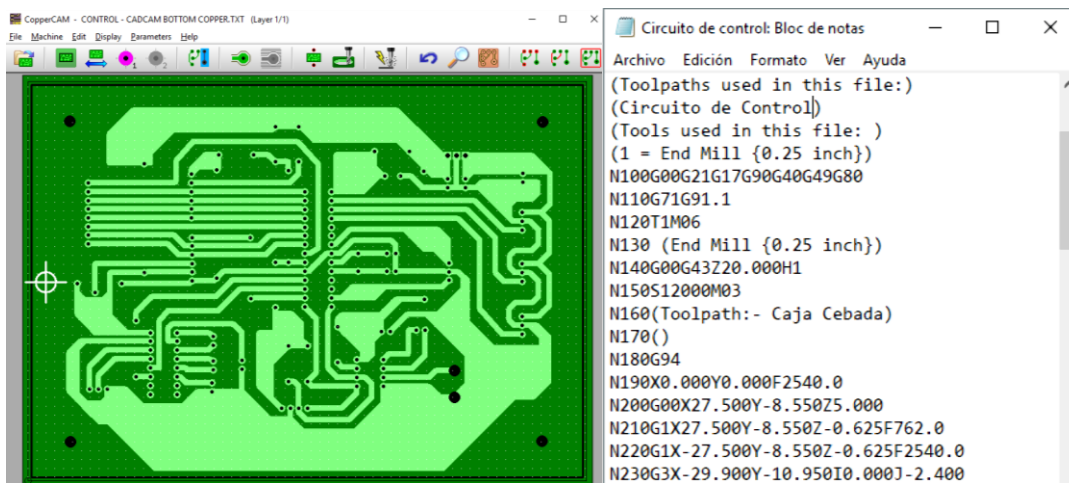 CopperCAM - CONTROL - CADCAM BOTTOM COPPER.TXT (Layer 1/1)
File Machine Edit Display Parameters Help
1
2
Circuito de control: Bloc de notas
Archivo Edición Formato Ver Ayuda
(Toolpaths used in this file:)
(Circuito de Control)
(Tools used in this file: )
(1 = End Mill {0.25 inch})
N100G00G21G17G90G40G49G80
N110G71G91.1
N120T1M06
N130 (End Mill {0.25 inch})
N140G00G43Z20.000H1
N150S12000M03
N160(Toolpath:- Caja Cebada)
N170()
N180G94
N190X0.000Y0.000F2540.0
N200G00X27.500Y-8.550Z5.000
N210G1X27.500Y-8.550Z-0.625F762.0
N220G1X-27.500Y-8.550Z-0.625F2540.0
N230G3X-29.900Y-10.950I0.000J-2.400